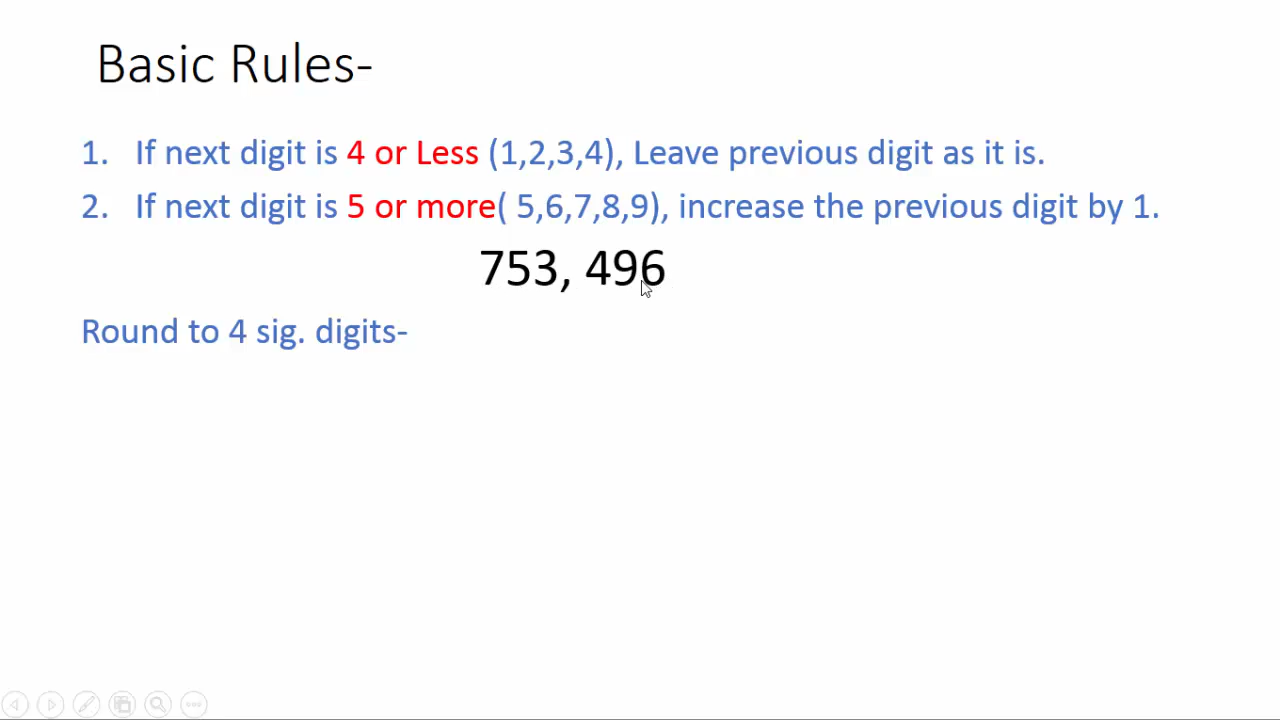 Basic Rules-
1. If next digit is 4 or Less (1,2,3,4), Leave previous digit as it is.
2. If next digit is 5 or more( 5,6,7,8,9), increase the previous digit by 1.
753, 496
Round to 4 sig. digits-